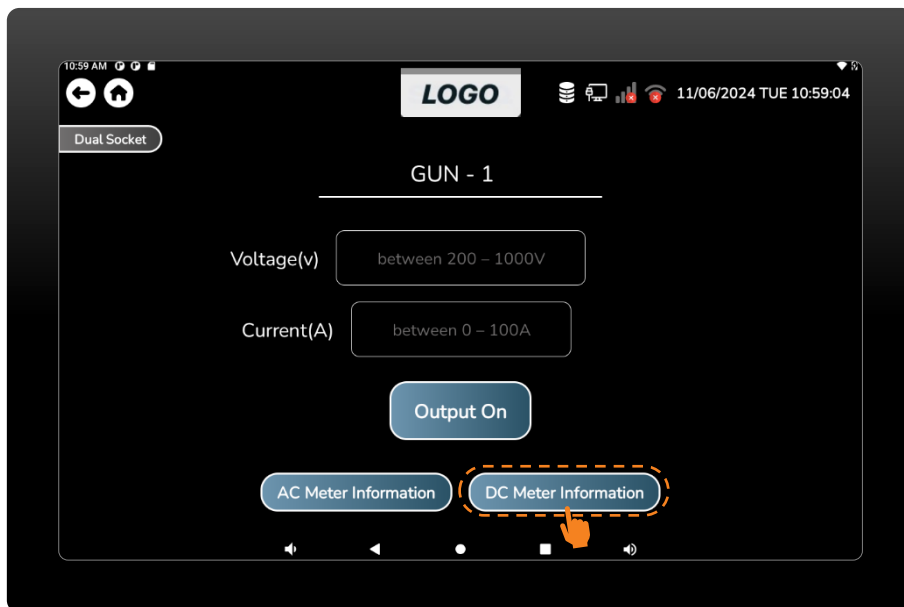 10:59 AM
LOGO
11/06/2024 TUE 10:59:04
Dual Socket
GUN - 1
Voltage(v)
between 200 – 1000V
Current(A)
between 0 – 100A
Output On
AC Meter Information
DC Meter Information